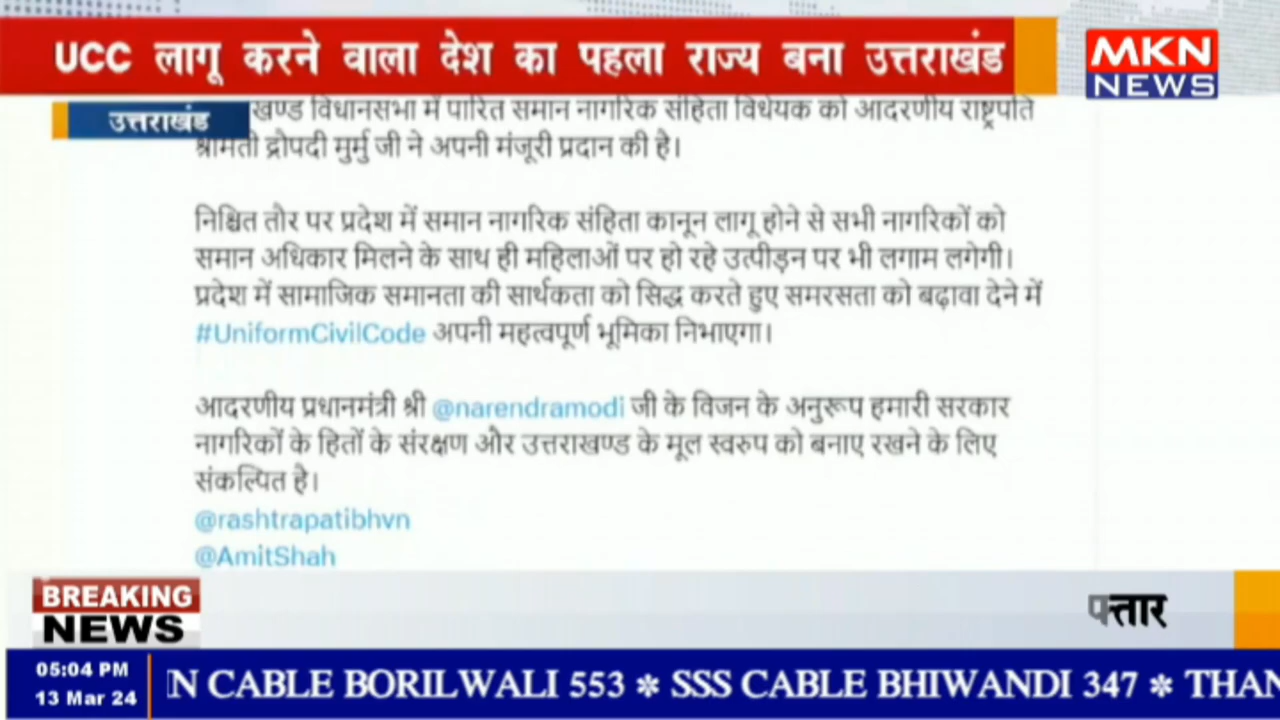 UCC लागू करने वाला देश का पहला राज्य बना उत्तराखंड
MKN
NEWS
उत्तराखंड
खण्ड विधानसभा में पारित समान नागरिक संहिता विधेयक को आदरणीय राष्ट्रपति
श्रीमती द्रौपदी मुर्मु जी ने अपनी मंजूरी प्रदान की है।
निश्चित तौर पर प्रदेश में समान नागरिक संहिता कानून लागू होने से सभी नागरिकों को
समान अधिकार मिलने के साथ ही महिलाओं पर हो रहे उत्पीड़न पर भी लगाम लगेगी।
प्रदेश में सामाजिक समानता की सार्थकता को सिद्ध करते हुए समरसता को बढ़ावा देने में
#UniformCivilCode अपनी महत्वपूर्ण भूमिका निभाएगा।
आदरणीय प्रधानमंत्री श्री @narendramodi जी के विजन के अनुरूप हमारी सरकार
नागरिकों के हितों के संरक्षण और उत्तराखण्ड के मूल स्वरुप को बनाए रखने के लिए
संकल्पित है।
@rashtrapatibhvn
@AmitShah
BREAKING
NEWS
05:04 PM
13 Mar 24
N CABLE BORILWALI 553 * SSS CABLE BHIWANDI 347 * THAN